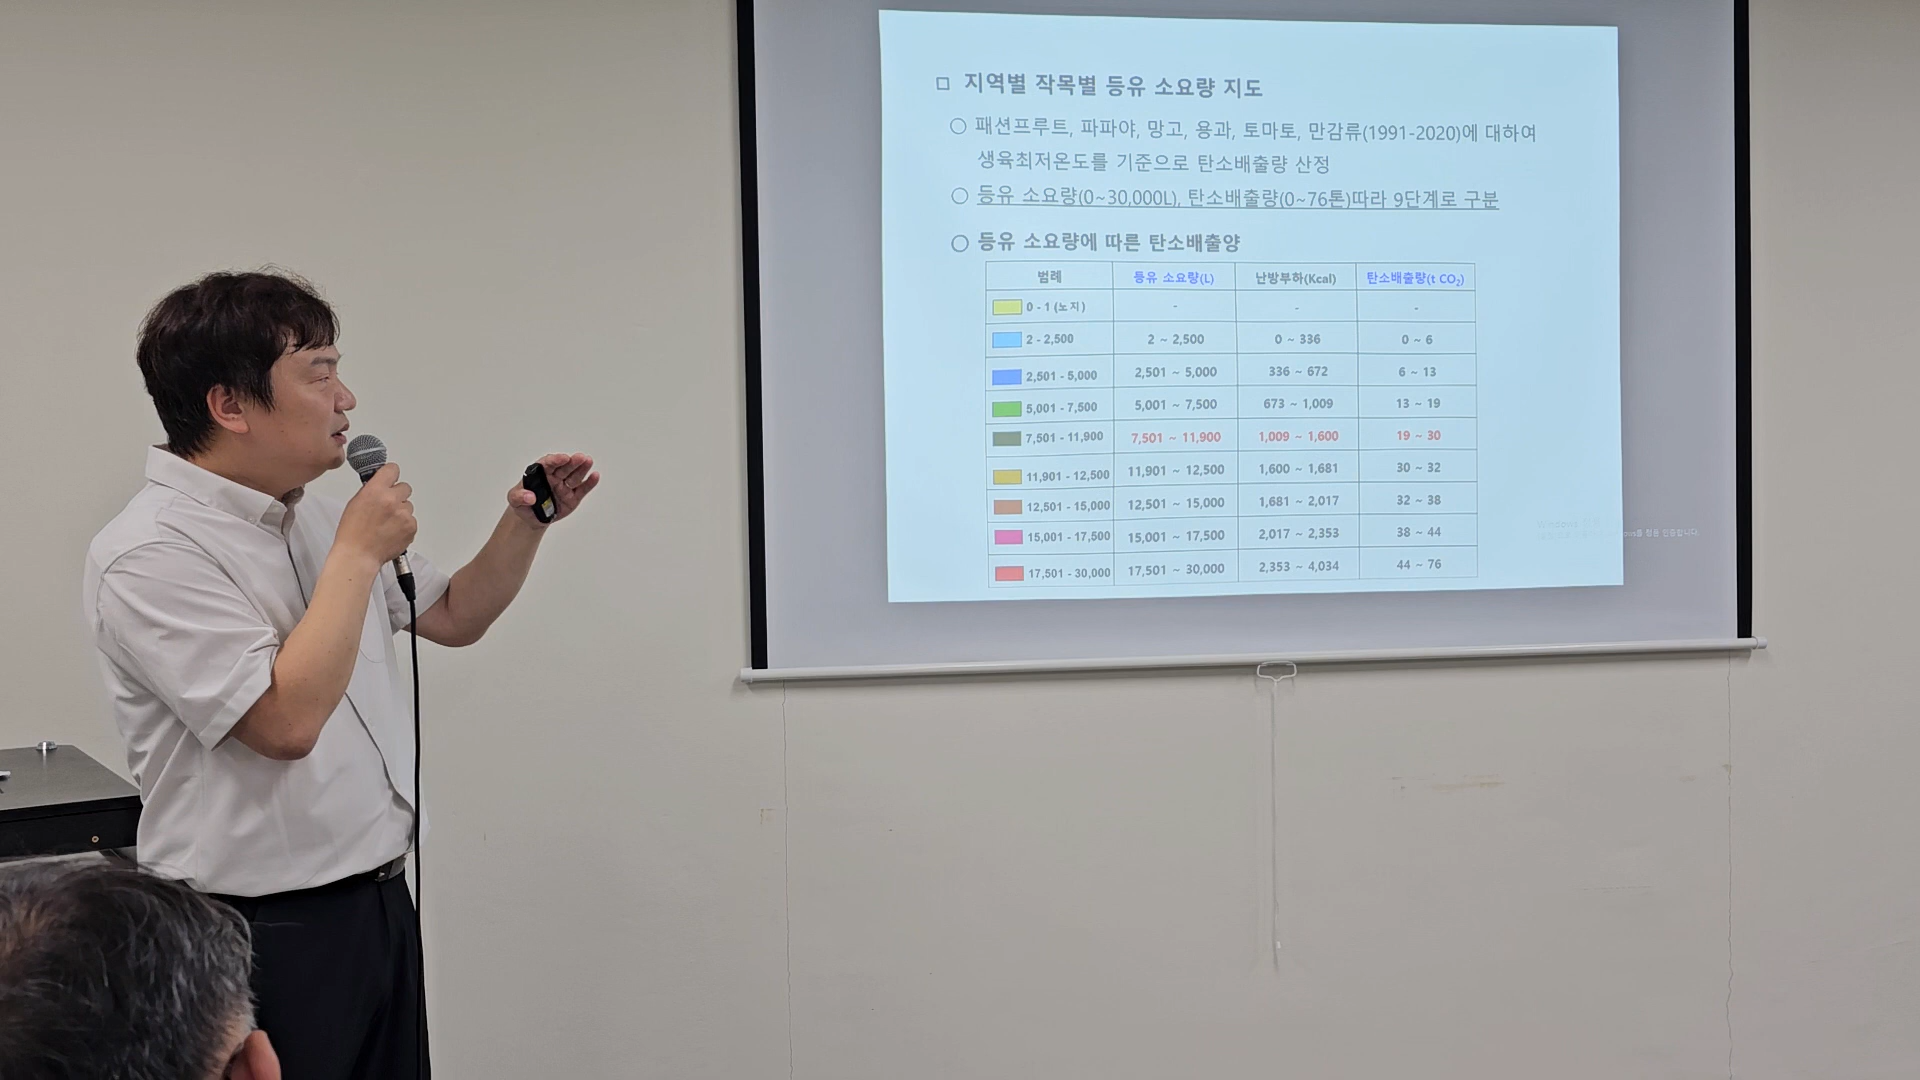 □ 지역별 작목별 등유 소요량 지도
○ 패션프루트, 파파야, 망고, 용과, 토마토, 만감류(1991-2020)에 대하여
생육최저온도를 기준으로 탄소배출량 산정
○ 등유 소요량(0~30,000L), 탄소배출량(0~76톤)따라 9단계로 구분
○ 등유 소요량에 따른 탄소배출양
범례 등유 소요량(L) 난방부하(Kcal) 탄소배출량(t CO₂)
0 - 1 (노지) - - -
2 - 2,500 2 ~ 2,500 0 ~ 336 0 ~ 6
2,501 - 5,000 2,501 ~ 5,000 336 ~ 672 6 ~ 13
5,001 - 7,500 5,001 ~ 7,500 673 ~ 1,009 13 ~ 19
7,501 - 11,900 7,501 ~ 11,900 1,009 ~ 1,600 19 ~ 30
11,901 - 12,500 11,901 ~ 12,500 1,600 ~ 1,681 30 ~ 32
12,501 - 15,000 12,501 ~ 15,000 1,681 ~ 2,017 32 ~ 38
15,001 - 17,500 15,001 ~ 17,500 2,017 ~ 2,353 38 ~ 44
17,501 - 30,000 17,501 ~ 30,000 2,353 ~ 4,034 44 ~ 76
Windows